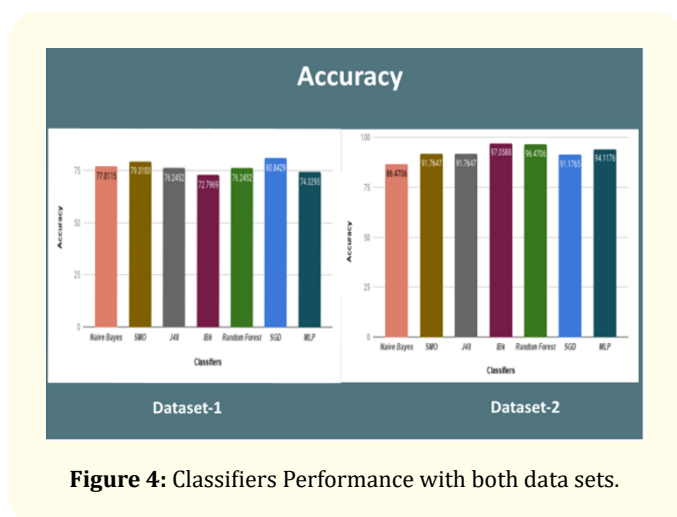 Accuracy
77.0115
79.3103
76.2452
72.7969
76.2452
80.8429
74.3295
75
50
25
0
Accuracy
Naive Bayes SMO J48 IBk Random Forest SGD MLP
Classifiers
Dataset-1
100
75
50
25
0
86.4706
91.7647
91.7647
97.0588
96.4706
91.1765
94.1176
Accuracy
Naive Bayes SMO J48 IBk Random Forest SGD MLP
Classifiers
Dataset-2
Figure 4: Classifiers Performance with both data sets.